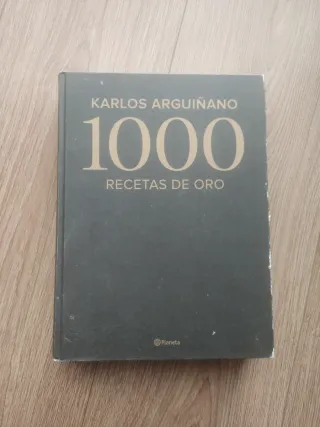 KARLOS ARGUIÑANO
1000
RECETAS DE ORO
Planeta